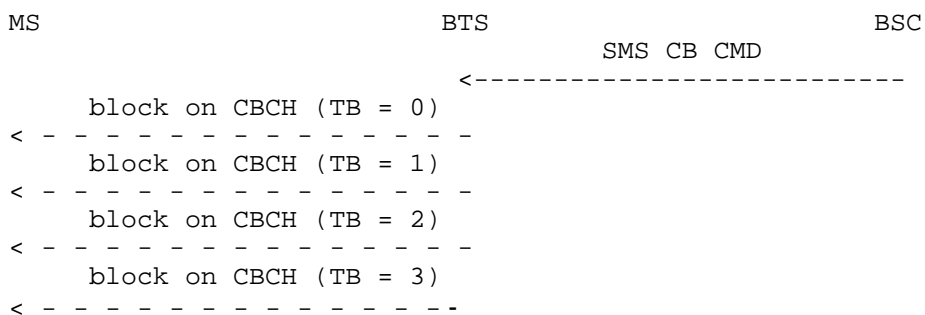 MS BTS BSC
SMS CB CMD
<---------------------------
block on CBCH (TB = 0)
< - - - - - - - - - - - - - -
block on CBCH (TB = 1)
< - - - - - - - - - - - - - -
block on CBCH (TB = 2)
< - - - - - - - - - - - - - -
block on CBCH (TB = 3)
< - - - - - - - - - - - - - -